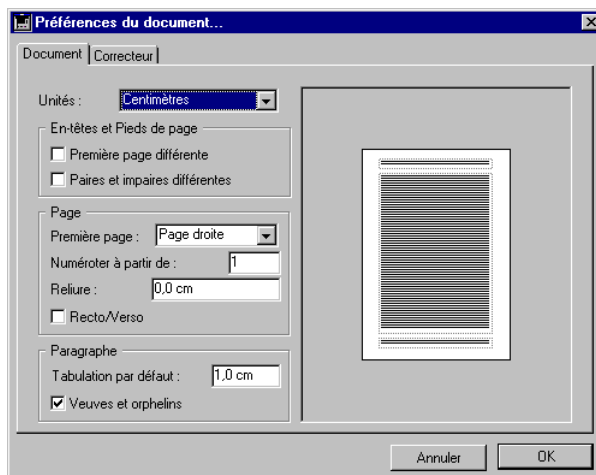 Préférences du document...
Document
Correcteur
Unités :
Centimètres
En-têtes et Pieds de page
Première page différente
Paires et impaires différentes
Page
Première page :
Page droite
Numéroter à partir de :
1
Reliure :
0,0 cm
Recto/Verso
Paragraphe
Tabulation par défaut :
1,0 cm
Veuves et orphelins
Annuler
OK